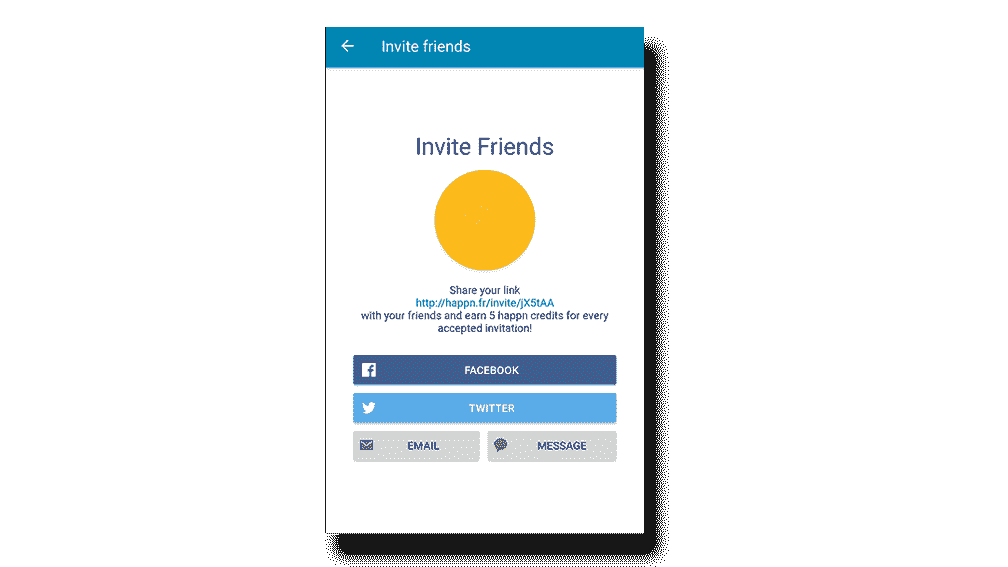 Invite friends
Invite Friends
Share your link
http://happn.fr/invite/jX5tAA
with your friends and earn 5 happn credits for every
accepted invitation!
FACEBOOK
TWITTER
EMAIL
MESSAGE